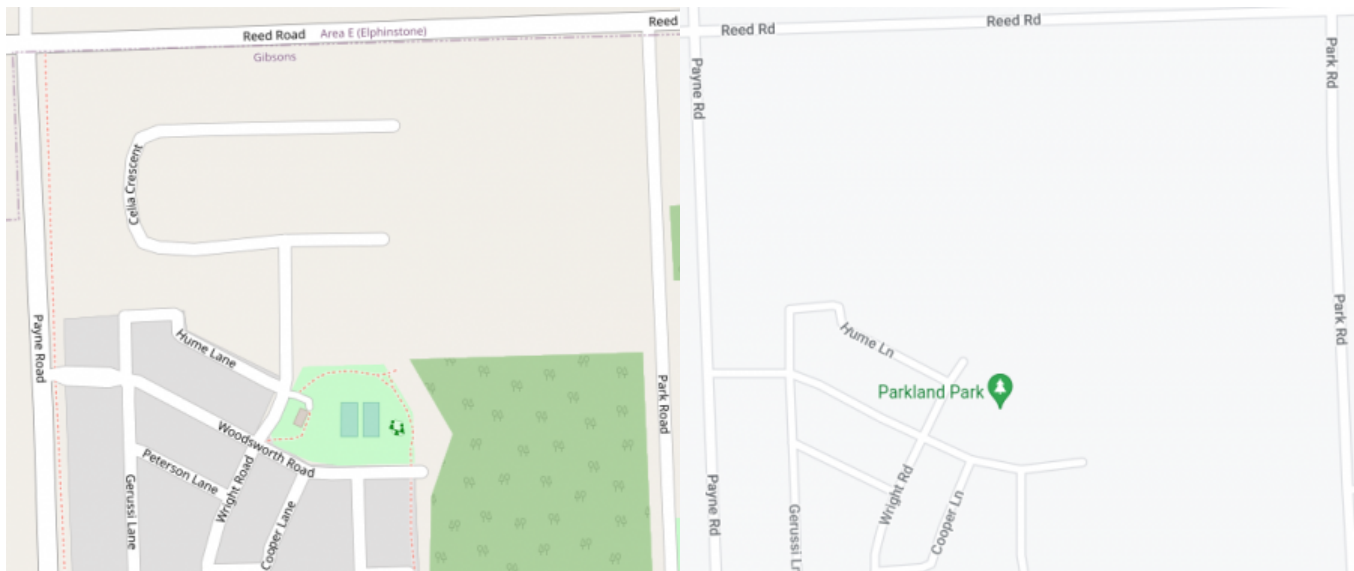 Reed Road
Area E (Elphinstone)
Reed
Gibsons
Celia Crescent
Payne Road
Hume Lane
Park Road
Woodsworth Road
Peterson Lane
Wright Road
Gerussi Lane
Cooper Lane
Reed Rd
Reed Rd
Park Rd
Payne Rd
Park Rd
Hume Ln
Parkland Park
Payne Rd
Wright Rd
Gerussi Ln
Cooper Ln